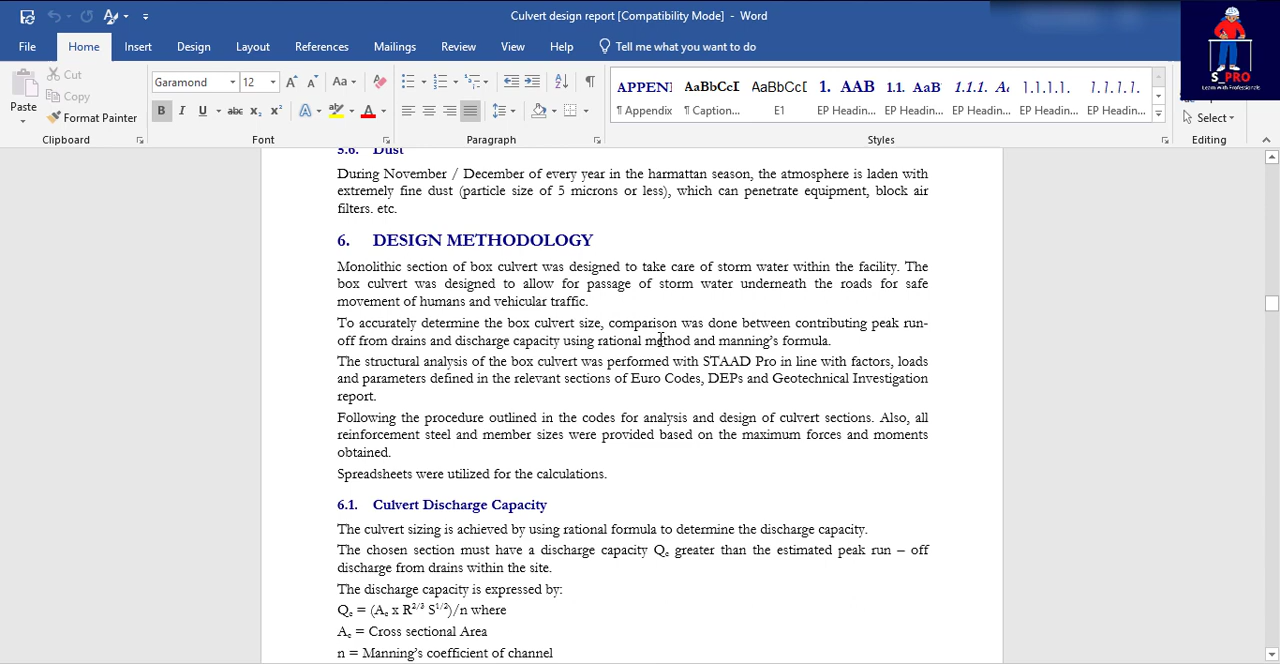 Culvert design report [Compatibility Mode] - Word
File Home Insert Design Layout References Mailings Review View Help Tell me what you want to do
Cut
Copy
Paste
Format Painter
Clipboard
Garamond 12
Font
Paragraph
APPEN AaBbCcI AaBbCcI 1. AAB 1.1. AaB 1.1.1. Aa 1.1.1.1. 1.1.1.1.
¶ Appendix ¶ Caption... E1 EP Headin... EP Headin... EP Headin... EP Headin... EP Headin...
Styles
Select
Editing
S_PRO
Learn with Professionals
5.6. Dust
During November / December of every year in the harmattan season, the atmosphere is laden with
extremely fine dust (particle size of 5 microns or less), which can penetrate equipment, block air
filters. etc.
6. DESIGN METHODOLOGY
Monolithic section of box culvert was designed to take care of storm water within the facility. The
box culvert was designed to allow for passage of storm water underneath the roads for safe
movement of humans and vehicular traffic.
To accurately determine the box culvert size, comparison was done between contributing peak run-
off from drains and discharge capacity using rational method and manning's formula.
The structural analysis of the box culvert was performed with STAAD Pro in line with factors, loads
and parameters defined in the relevant sections of Euro Codes, DEPs and Geotechnical Investigation
report.
Following the procedure outlined in the codes for analysis and design of culvert sections. Also, all
reinforcement steel and member sizes were provided based on the maximum forces and moments
obtained.
Spreadsheets were utilized for the calculations.
6.1. Culvert Discharge Capacity
The culvert sizing is achieved by using rational formula to determine the discharge capacity.
The chosen section must have a discharge capacity Qc greater than the estimated peak run – off
discharge from drains within the site.
The discharge capacity is expressed by:
Qc = (Ac x R2/3 S1/2)/n where
Ac = Cross sectional Area
n = Manning's coefficient of channel